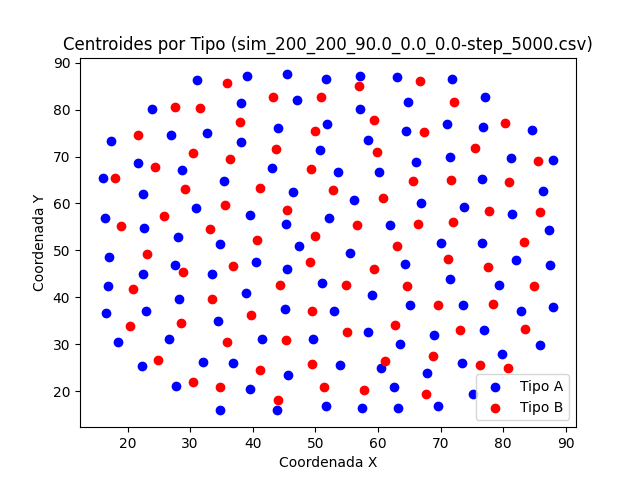 Centroides por Tipo (sim_200_200_90.0_0.0_0.0-step_5000.csv)
90
80
70
60
50
40
30
20
Coordenada Y
20 30 40 50 60 70 80 90
Coordenada X
Tipo A
Tipo B